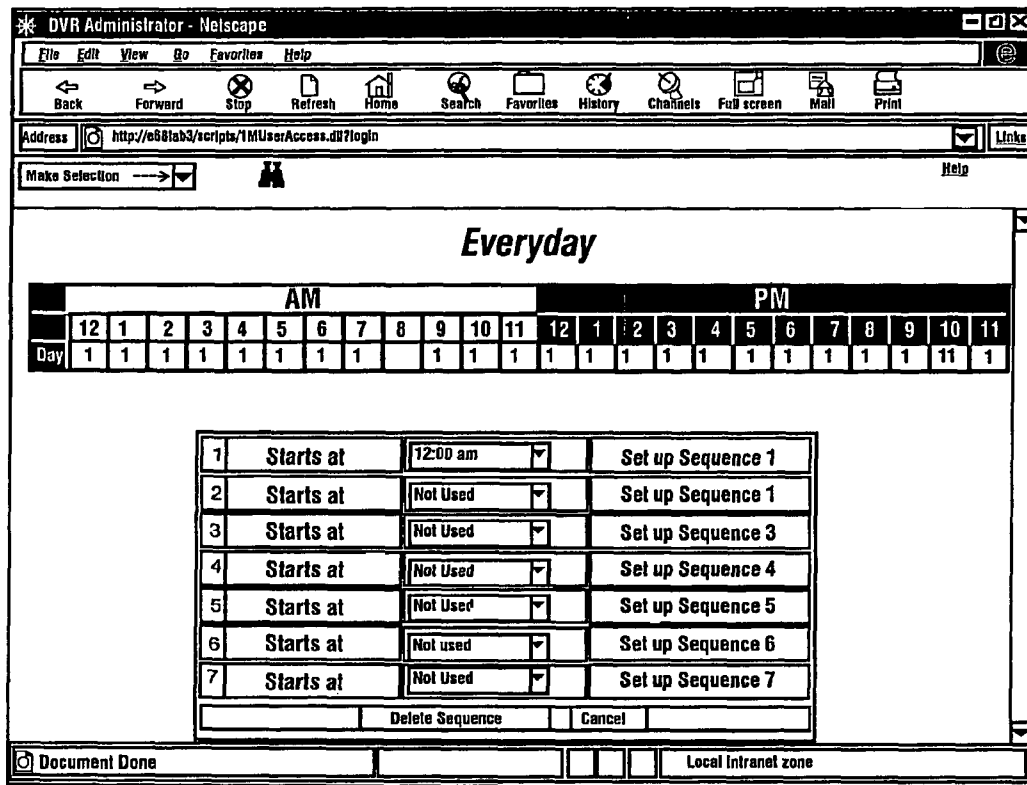 DVR Administrator - Netscape
File Edit View Go Favorites Help
Back Forward Stop Refresh Home Search Favorites History Channels Full screen Mail Print
Address http://e68lab3/scripts/1MUserAccess.dll?login Links
Make Selection ---> Help
Everyday
AM PM
12 1 2 3 4 5 6 7 8 9 10 11 12 1 2 3 4 5 6 7 8 9 10 11
Day 1 1 1 1 1 1 1 1 1 1 1 1 1 1 1 1 1 1 1 1 1 11 1
1 Starts at 12:00 am Set up Sequence 1
2 Starts at Not Used Set up Sequence 1
3 Starts at Not Used Set up Sequence 3
4 Starts at Not Used Set up Sequence 4
5 Starts at Not Used Set up Sequence 5
6 Starts at Not used Set up Sequence 6
7 Starts at Not Used Set up Sequence 7
Delete Sequence Cancel
Document Done Local Intranet zone